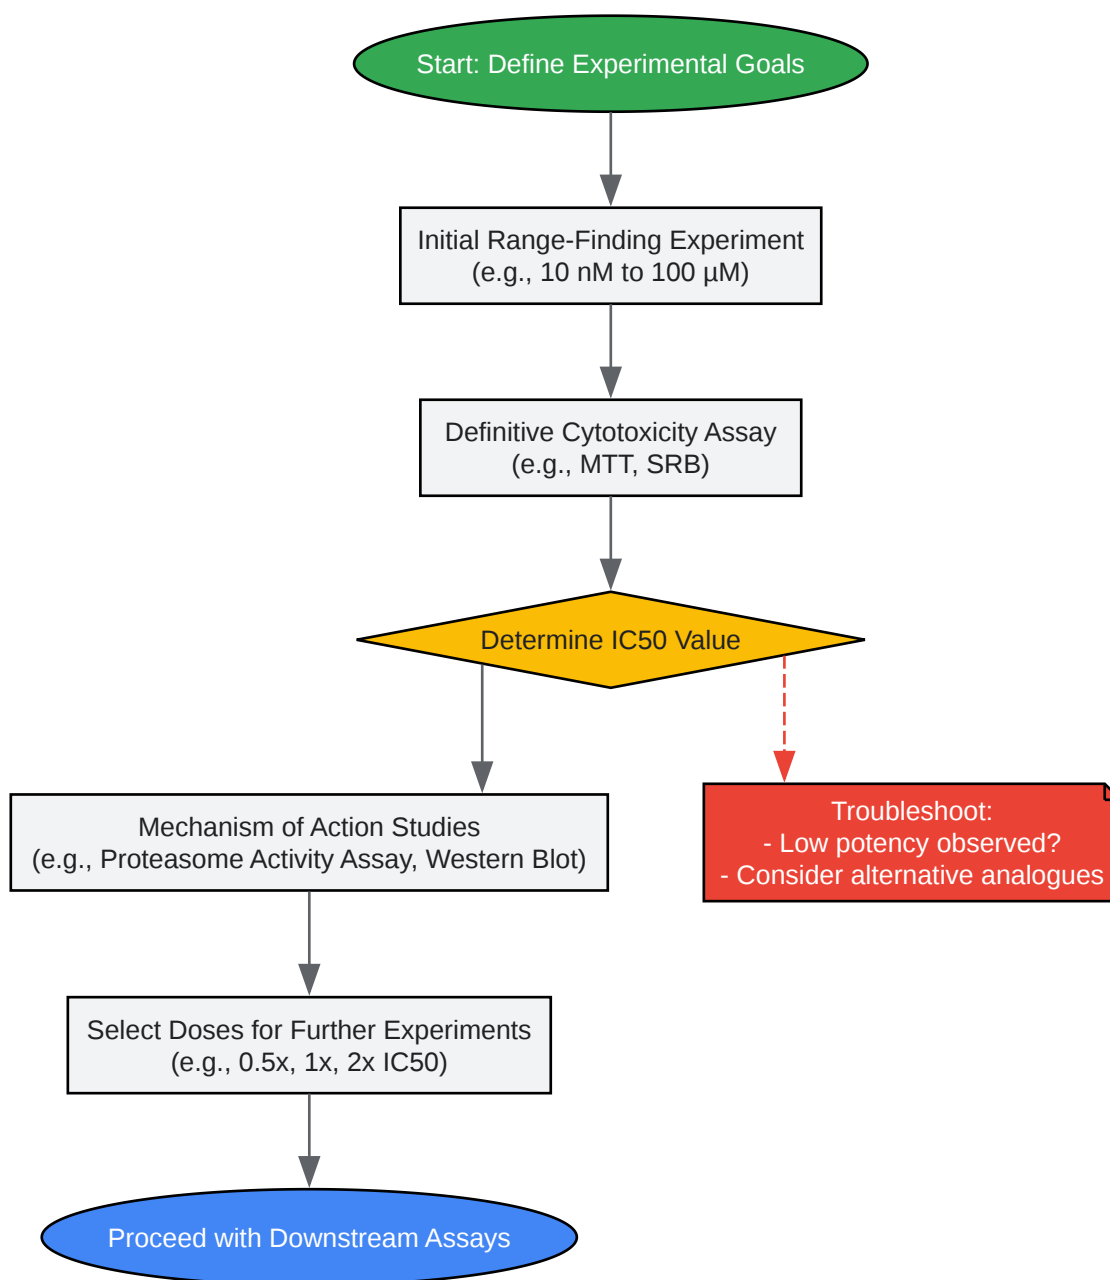 Start: Define Experimental Goals
Initial Range-Finding Experiment
(e.g., 10 nM to 100 µM)
Definitive Cytotoxicity Assay
(e.g., MTT, SRB)
Determine IC50 Value
Mechanism of Action Studies
(e.g., Proteasome Activity Assay, Western Blot)
Troubleshoot:
- Low potency observed?
- Consider alternative analogues
Select Doses for Further Experiments
(e.g., 0.5x, 1x, 2x IC50)
Proceed with Downstream Assays